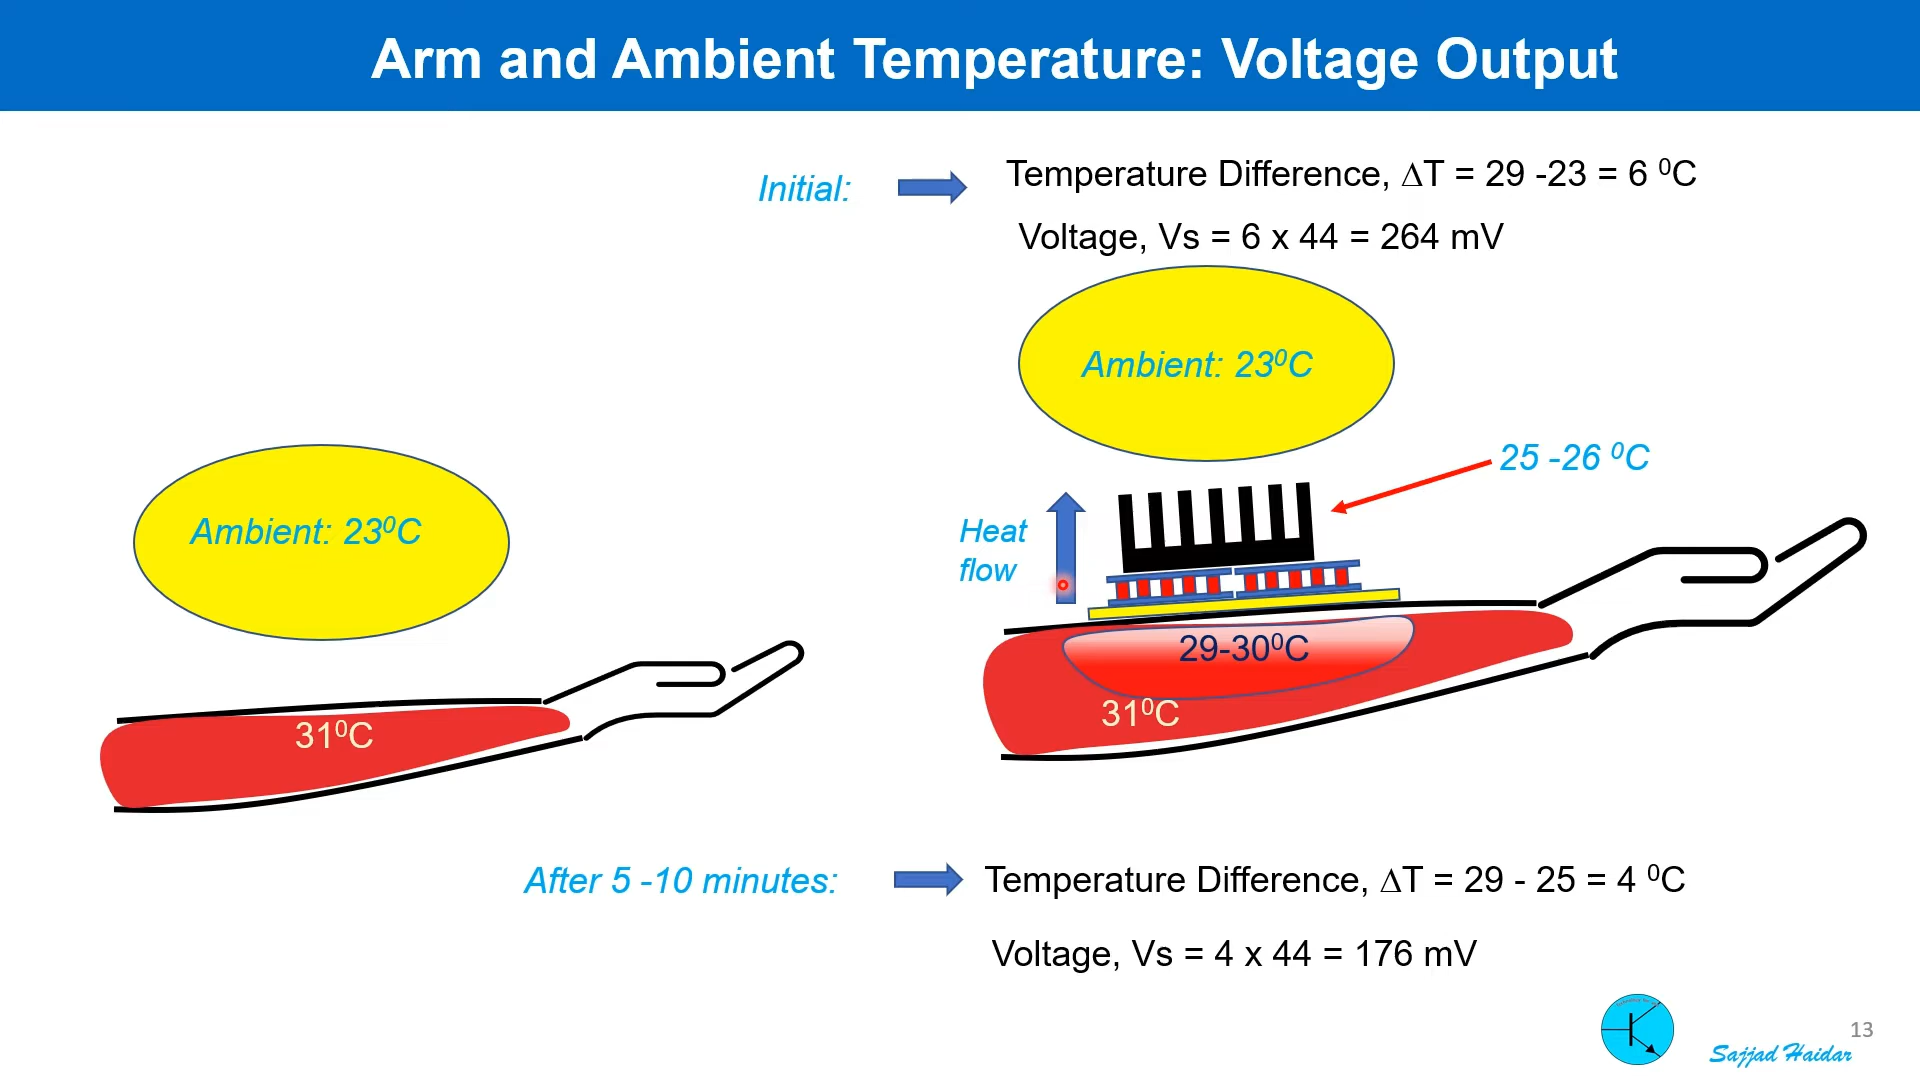 Arm and Ambient Temperature: Voltage Output
Initial:
Temperature Difference, ΔT = 29 -23 = 6 ⁰C
Voltage, Vs = 6 x 44 = 264 mV
Ambient: 23⁰C
25 -26 ⁰C
Heat
flow
29-30⁰C
31⁰C
Ambient: 23⁰C
31⁰C
After 5 -10 minutes:
Temperature Difference, ΔT = 29 - 25 = 4 ⁰C
Voltage, Vs = 4 x 44 = 176 mV
Sajjad Haidar
13